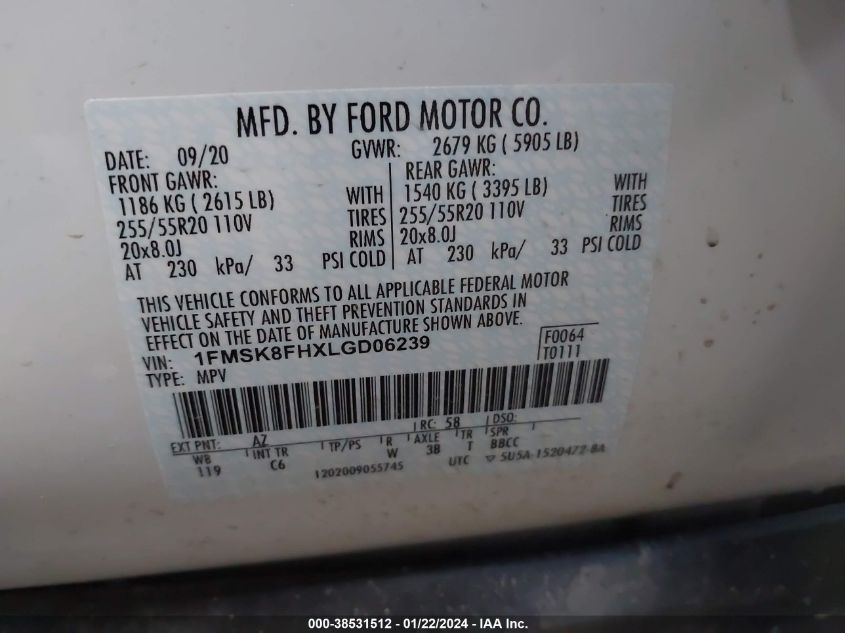 MFD. BY FORD MOTOR CO.
DATE: 09/20 GVWR: 2679 KG ( 5905 LB)
FRONT GAWR: REAR GAWR:
1186 KG ( 2615 LB) WITH 1540 KG ( 3395 LB) WITH
255/55R20 110V TIRES 255/55R20 110V TIRES
20x8.0J RIMS 20x8.0J RIMS
AT 230 kPa/ 33 PSI COLD AT 230 kPa/ 33 PSI COLD
THIS VEHICLE CONFORMS TO ALL APPLICABLE FEDERAL MOTOR
VEHICLE SAFETY AND THEFT PREVENTION STANDARDS IN
EFFECT ON THE DATE OF MANUFACTURE SHOWN ABOVE.
VIN: 1FMSK8FHXLGD06239 F0064
TYPE: MPV T0111
EXT PNT: AZ RC: 58 DSO:
WB INT TR TP/PS R AXLE TR SPR
119 C6 W 3B T BBCC
1202009055745 UTC ▽ 5U5A-1520472-BA
000-38531512 - 01/22/2024 - IAA Inc.